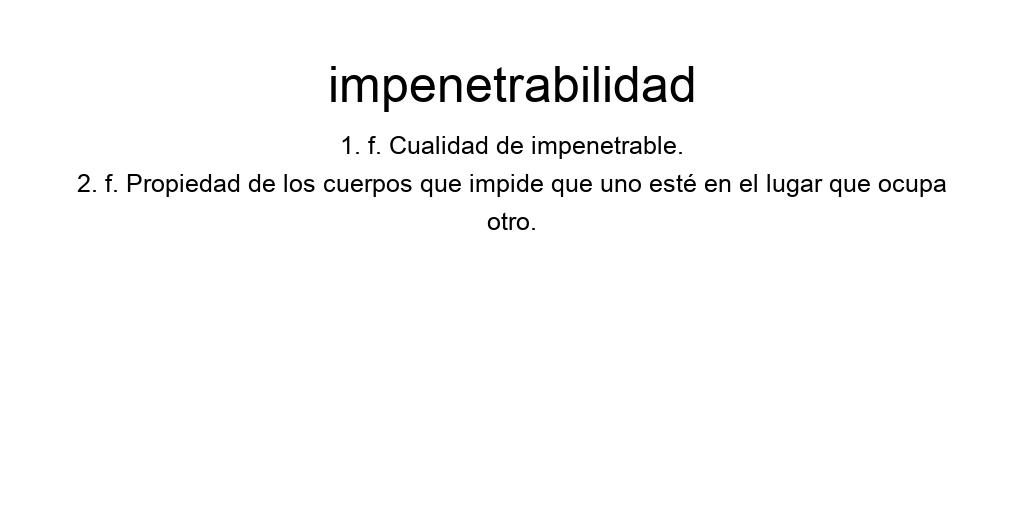 impenetrabilidad
1. f. Cualidad de impenetrable.
2. f. Propiedad de los cuerpos que impide que uno esté en el lugar que ocupa
otro.